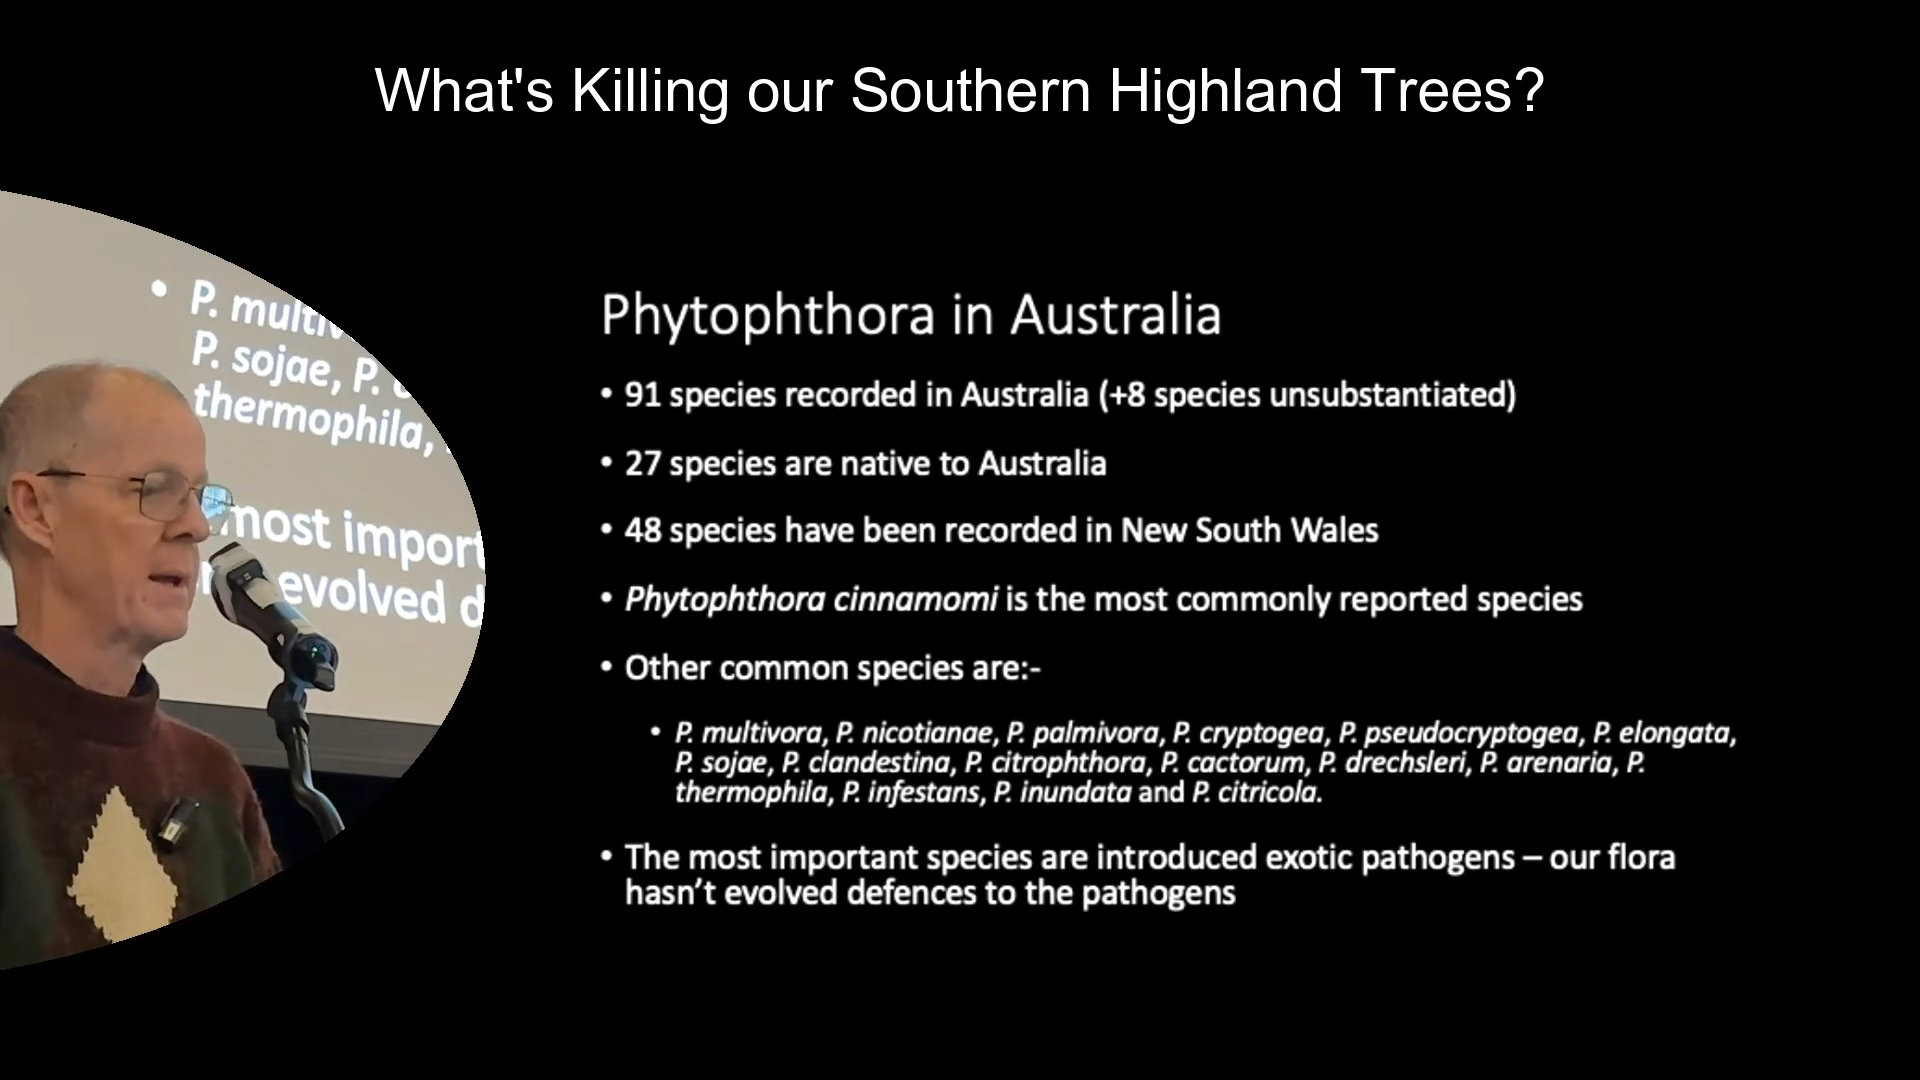 What's Killing our Southern Highland Trees?
• P. multiv
P. sojae, P.
thermophila,
most import
evolved d
Phytophthora in Australia
• 91 species recorded in Australia (+8 species unsubstantiated)
• 27 species are native to Australia
• 48 species have been recorded in New South Wales
• Phytophthora cinnamomi is the most commonly reported species
• Other common species are:-
• P. multivora, P. nicotianae, P. palmivora, P. cryptogea, P. pseudocryptogea, P. elongata,
P. sojae, P. clandestina, P. citrophthora, P. cactorum, P. drechsleri, P. arenaria, P.
thermophila, P. infestans, P. inundata and P. citricola.
• The most important species are introduced exotic pathogens – our flora
hasn’t evolved defences to the pathogens